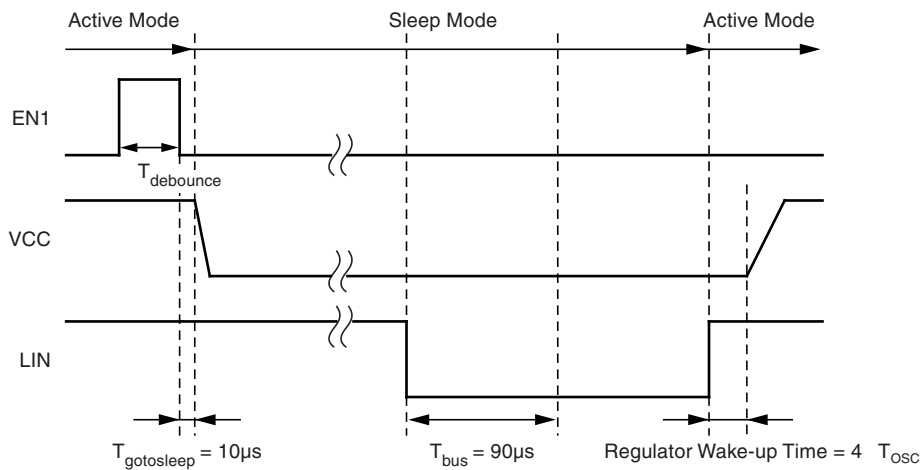 Active Mode Sleep Mode Active Mode
EN1
Tdebounce
VCC
LIN
Tgotosleep = 10μs Tbus = 90μs Regulator Wake-up Time = 4 TOSC